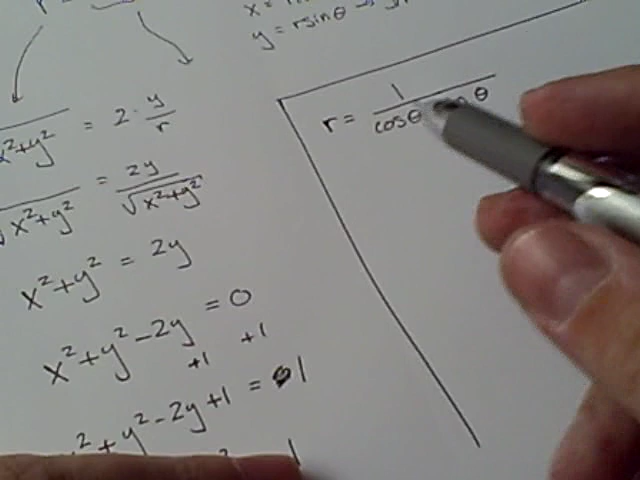 x =
y = rsinθ
√x²+y² = 2 · y/r
√x²+y² = 2y/√x²+y²
x²+y² = 2y
x²+y²-2y = 0
+1 +1
x²+y²-2y+1 = 1
r = 1/cosθ θ